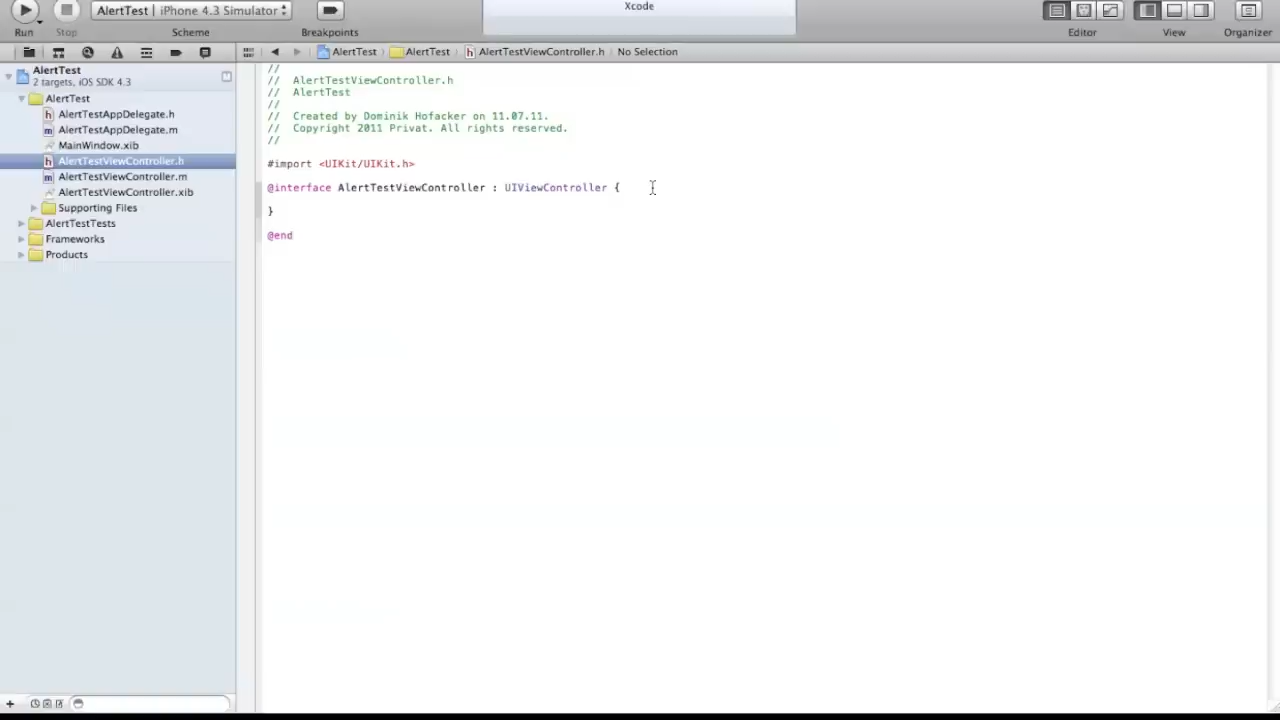 Xcode
AlertTest | iPhone 4.3 Simulator
Run
Stop
Scheme
Breakpoints
Editor
View
Organizer
AlertTest
AlertTest
AlertTestViewController.h
No Selection
AlertTest
2 targets, iOS SDK 4.3
AlertTest
AlertTestAppDelegate.h
AlertTestAppDelegate.m
MainWindow.xib
AlertTestViewController.h
AlertTestViewController.m
AlertTestViewController.xib
Supporting Files
AlertTestTests
Frameworks
Products
//
//  AlertTestViewController.h
//  AlertTest
//
//  Created by Dominik Hofacker on 11.07.11.
//  Copyright 2011 Privat. All rights reserved.
//
#import <UIKit/UIKit.h>
@interface AlertTestViewController : UIViewController {
}
@end